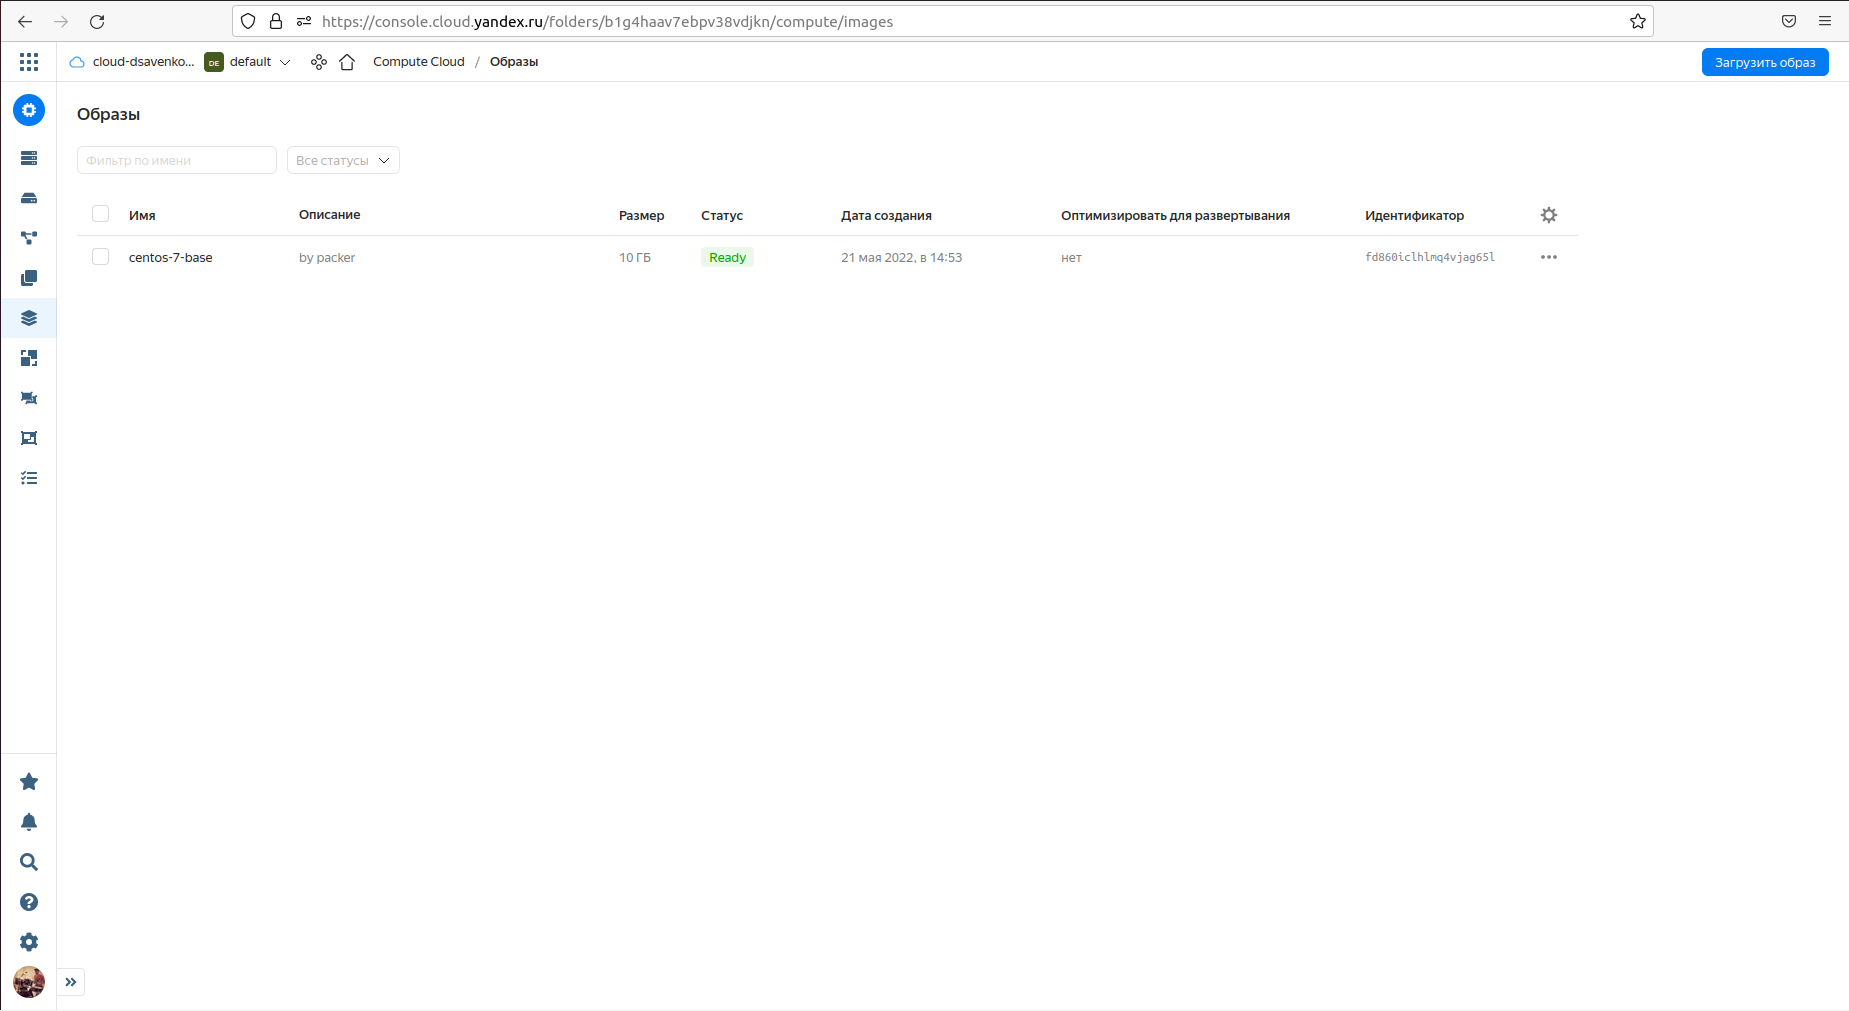 https://console.cloud.yandex.ru/folders/b1g4haav7ebpv38vdjkn/compute/images
cloud-dsavenko... DE default Compute Cloud / Образы Загрузить образ
Образы
Фильтр по имени Все статусы
Имя Описание Размер Статус Дата создания Оптимизировать для развертывания Идентификатор
centos-7-base by packer 10 ГБ Ready 21 мая 2022, в 14:53 нет fd860iclhlmq4vjag65l